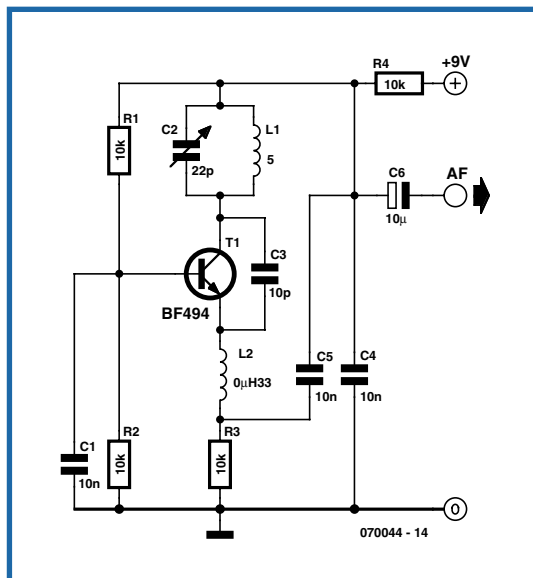 R4
+9V
10k
R1
C2
L1
10k
22p
5
C6
AF
10μ
T1
C3
10p
BF494
L2
0μH33
C5
C4
10n
10n
C1
R2
R3
10n
10k
10k
0
070044 - 14